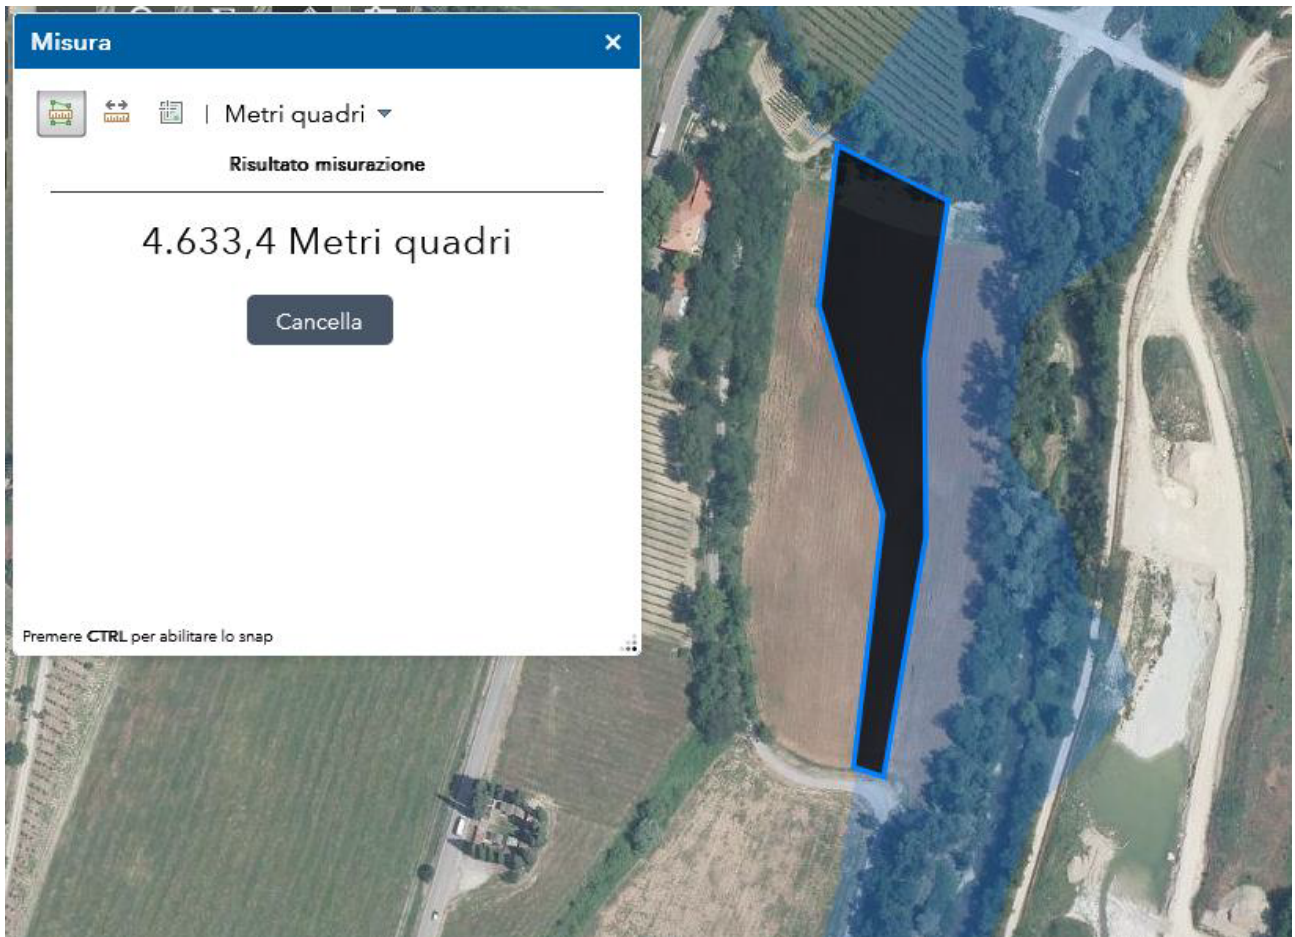 Misura
| Metri quadri
Risultato misurazione
4.633,4 Metri quadri
Cancella
Premere CTRL per abilitare lo snap